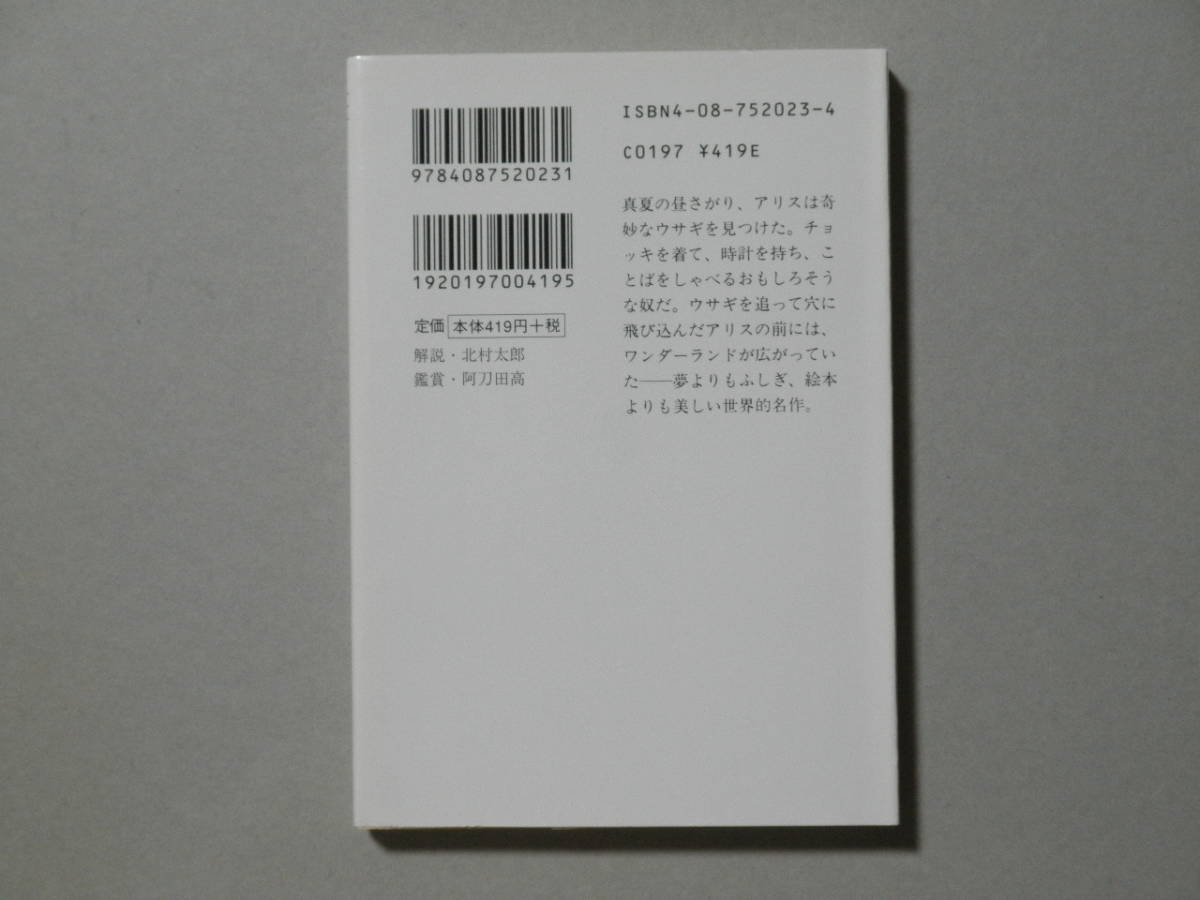 9784087520231
1920197004195
定価 本体419円+税
解説・北村太郎
鑑賞・阿刀田高
ISBN4-08-752023-4
C0197 ¥419E
真夏の昼さがり、アリスは奇
妙なウサギを見つけた。チョ
ッキを着て、時計を持ち、こ
とばをしゃべるおもしろそう
な奴だ。ウサギを追って穴に
飛び込んだアリスの前には、
ワンダーランドが広がってい
た——夢よりもふしぎ、絵本
よりも美しい世界的名作。